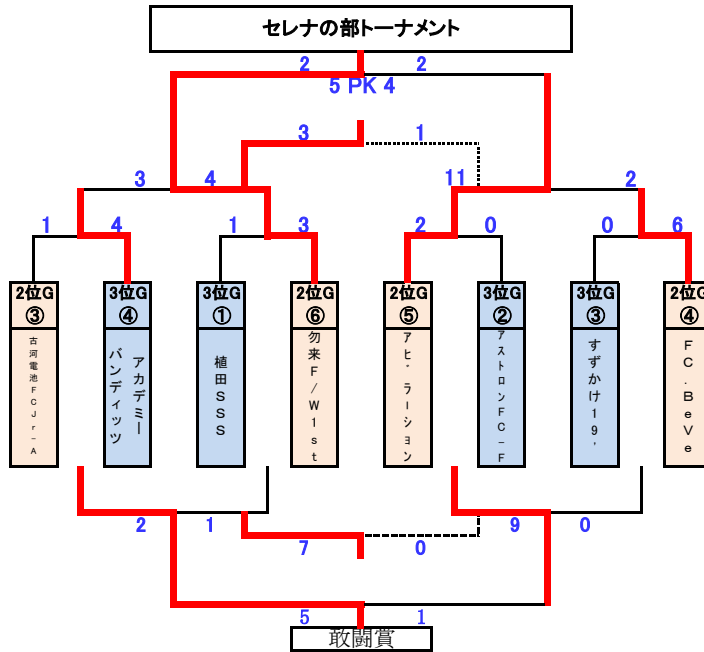 セレナの部トーナメント
2 2
5 PK 4
3 1
3 4 11 2
1 4 1 3 2 0 0 6
2位G 3位G 3位G 2位G 2位G 3位G 3位G 2位G
③ ④ ① ⑥ ⑤ ② ③ ④
古河電池FCJr-A
アカデミー
バンディッツ
植田SSS
勿来F/W1st
アビーラーション
アストロンFC-F
すずかけ19'
FC.BeVe
2 1 9 0
7 0
5 1
敢闘賞